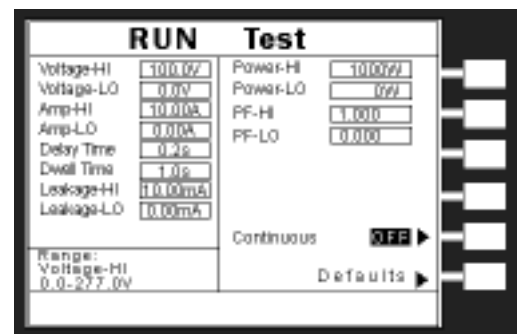 RUN Test
Voltage-HI 100.0V
Voltage-LO 0.0V
Amp-HI 10.00A
Amp-LO 0.00A
Delay Time 0.2s
Dwell Time 1.0s
Leakage-HI 10.00mA
Leakage-LO 0.00mA
Power-HI 1000W
Power-LO 0W
PF-HI 1.000
PF-LO 0.000
Continuous OFF
Defaults
Range:
Voltage-HI
0.0-277.0V